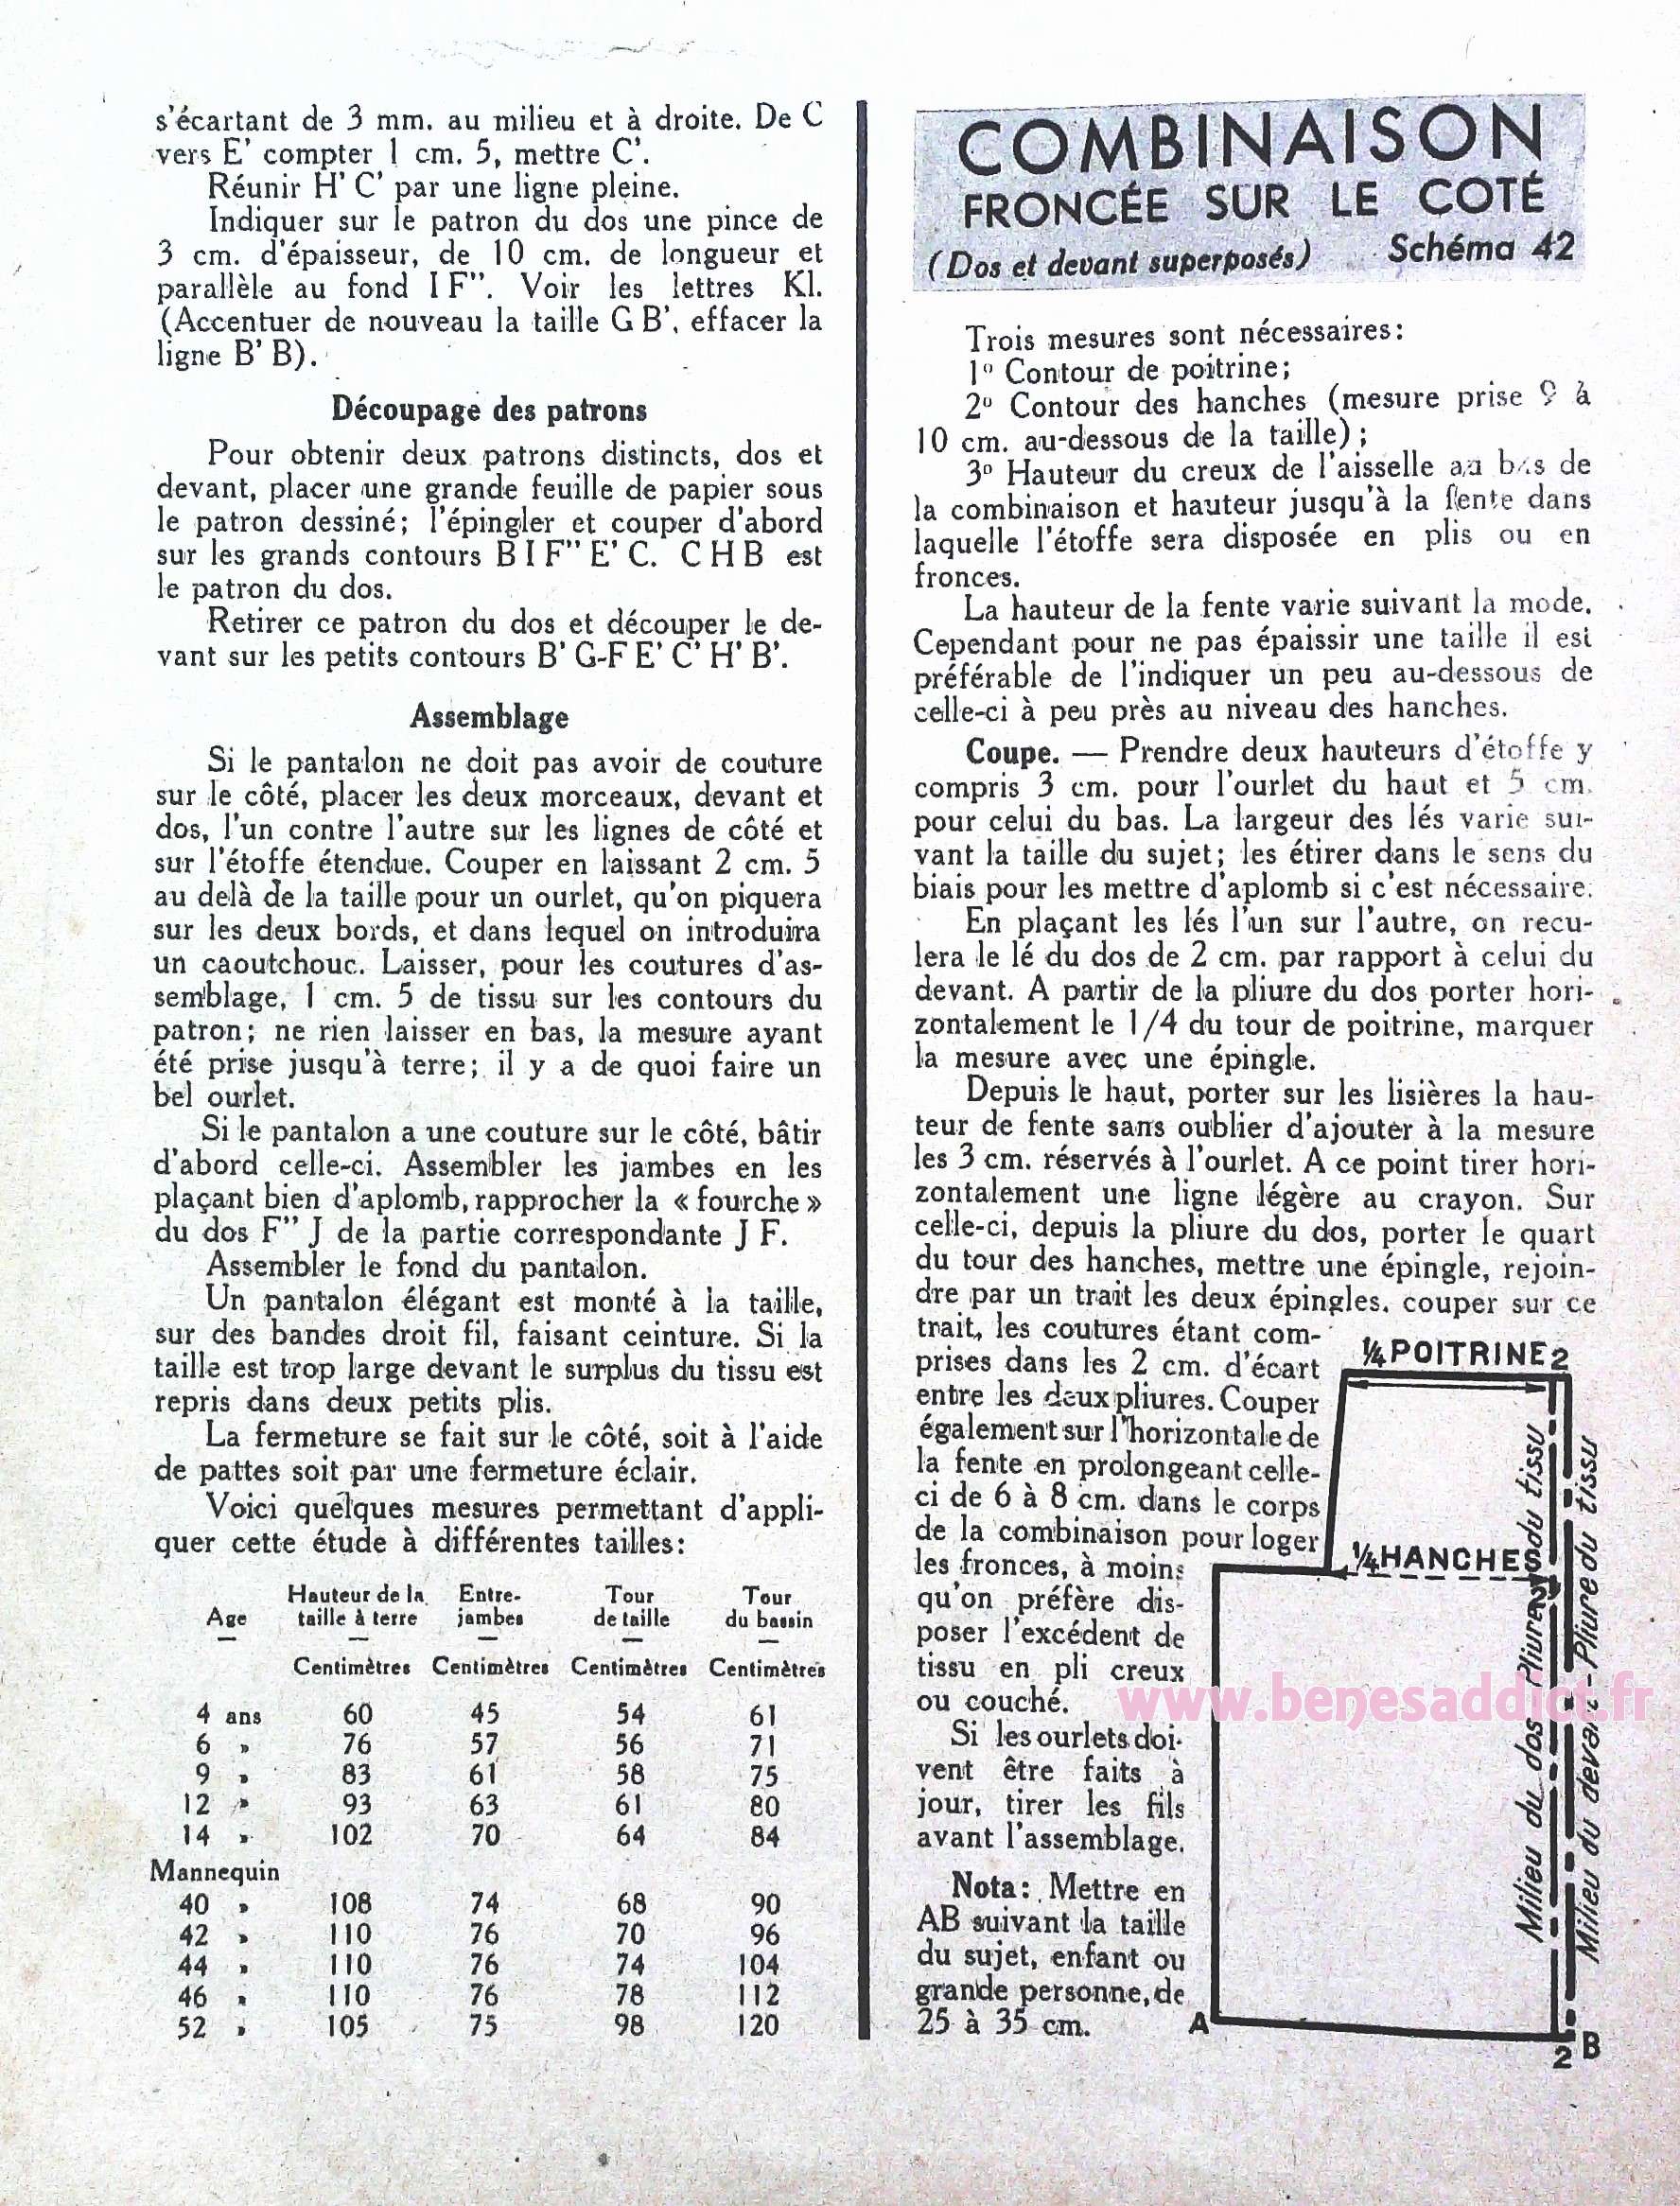 s'écartant de 3 mm. au milieu et à droite. De C
vers E' compter 1 cm. 5, mettre C'.
Réunir H' C' par une ligne pleine.
Indiquer sur le patron du dos une pince de
3 cm. d'épaisseur, de 10 cm. de longueur et
parallèle au fond I F". Voir les lettres Kl.
(Accentuer de nouveau la taille G B', effacer la
ligne B' B).
Découpage des patrons
Pour obtenir deux patrons distincts, dos et
devant, placer une grande feuille de papier sous
le patron dessiné; l'épingler et couper d'abord
sur les grands contours B I F" E' C. C H B est
le patron du dos.
Retirer ce patron du dos et découper le de-
vant sur les petits contours B' G-F E' C' H' B'.
Assemblage
Si le pantalon ne doit pas avoir de couture
sur le côté, placer les deux morceaux, devant et
dos, l'un contre l'autre sur les lignes de côté et
sur l'étoffe étendue. Couper en laissant 2 cm. 5
au delà de la taille pour un ourlet, qu'on piquera
sur les deux bords, et dans lequel on introduira
un caoutchouc. Laisser, pour les coutures d'as-
semblage, 1 cm. 5 de tissu sur les contours du
patron; ne rien laisser en bas, la mesure ayant
été prise jusqu'à terre; il y a de quoi faire un
bel ourlet.
Si le pantalon a une couture sur le côté, bâtir
d'abord celle-ci. Assembler les jambes en les
plaçant bien d'aplomb, rapprocher la « fourche »
du dos F" J de la partie correspondante J F.
Assembler le fond du pantalon.
Un pantalon élégant est monté à la taille,
sur des bandes droit fil, faisant ceinture. Si la
taille est trop large devant le surplus du tissu est
repris dans deux petits plis.
La fermeture se fait sur le côté, soit à l'aide
de pattes soit par une fermeture éclair.
Voici quelques mesures permettant d'appli-
quer cette étude à différentes tailles:
Age Hauteur de la taille à terre Entre-jambes Tour de taille Tour du bassin
Centimètres Centimètres Centimètres Centimètres
4 ans 60 45 54 61
6 » 76 57 56 71
9 » 83 61 58 75
12 » 93 63 61 80
14 » 102 70 64 84
Mannequin
40 » 108 74 68 90
42 » 110 76 70 96
44 » 110 76 74 104
46 » 110 76 78 112
52 » 105 75 98 120
COMBINAISON
FRONCÉE SUR LE COTÉ
(Dos et devant superposés) Schéma 42
Trois mesures sont nécessaires:
1º Contour de poitrine;
2º Contour des hanches (mesure prise 9 à
10 cm. au-dessous de la taille);
3º Hauteur du creux de l'aisselle au bas de
la combinaison et hauteur jusqu'à la fente dans
laquelle l'étoffe sera disposée en plis ou en
fronces.
La hauteur de la fente varie suivant la mode.
Cependant pour ne pas épaissir une taille il est
préférable de l'indiquer un peu au-dessous de
celle-ci à peu près au niveau des hanches.
Coupe. — Prendre deux hauteurs d'étoffe y
compris 3 cm. pour l'ourlet du haut et 5 cm.
pour celui du bas. La largeur des lés varie sui-
vant la taille du sujet; les étirer dans le sens du
biais pour les mettre d'aplomb si c'est nécessaire.
En plaçant les lés l'un sur l'autre, on recu-
lera le lé du dos de 2 cm. par rapport à celui du
devant. A partir de la pliure du dos porter hori-
zontalement le 1/4 du tour de poitrine, marquer
la mesure avec une épingle.
Depuis le haut, porter sur les lisières la hau-
teur de fente sans oublier d'ajouter à la mesure
les 3 cm. réservés à l'ourlet. A ce point tirer hori-
zontalement une ligne légère au crayon. Sur
celle-ci, depuis la pliure du dos, porter le quart
du tour des hanches, mettre une épingle, rejoin-
dre par un trait les deux épingles. couper sur ce
trait, les coutures étant com-
prises dans les 2 cm. d'écart
entre les deux pliures. Couper
également sur l'horizontale de
la fente en prolongeant celle-
ci de 6 à 8 cm. dans le corps
de la combinaison pour loger
les fronces, à moins
qu'on préfère dis-
poser l'excédent de
tissu en pli creux
ou couché.
Si les ourlets doi-
vent être faits à
jour, tirer les fils
avant l'assemblage.
Nota: Mettre en
AB suivant la taille
du sujet, enfant ou
grande personne, de
25 à 35 cm.
¼ POITRINE 2
¼ HANCHES
2
Milieu du dos Pliure du tissu
Milieu du devant - Pliure du tissu
A
2 B
www.benesaddict.fr